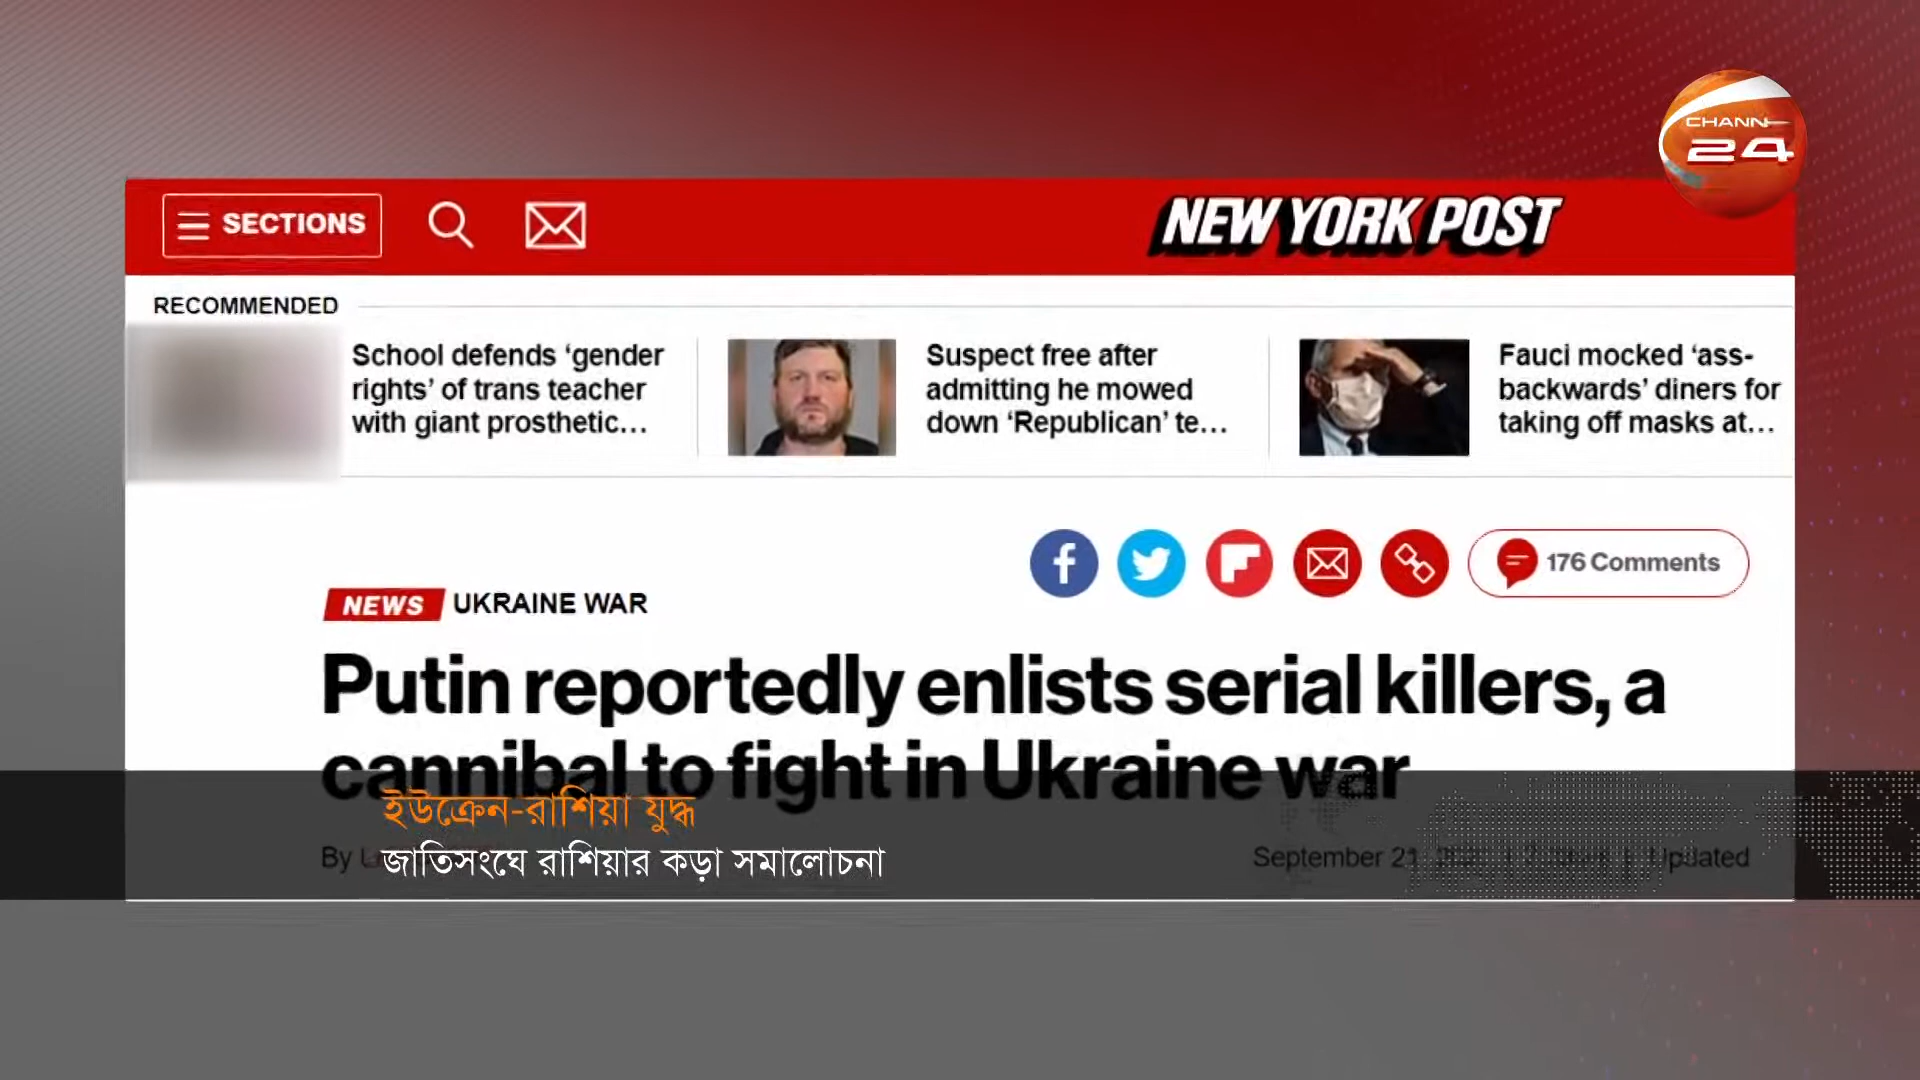 CHANN
24
SECTIONS
NEW YORK POST
RECOMMENDED
School defends ‘gender
rights’ of trans teacher
with giant prosthetic...
Suspect free after
admitting he mowed
down ‘Republican’ te...
Fauci mocked ‘ass-
backwards’ diners for
taking off masks at...
176 Comments
NEWS UKRAINE WAR
Putin reportedly enlists serial killers, a
cannibal to fight in Ukraine war
ইউক্রেন-রাশিয়া যুদ্ধ
By
September 21
Updated
জাতিসংঘে রাশিয়ার কড়া সমালোচনা